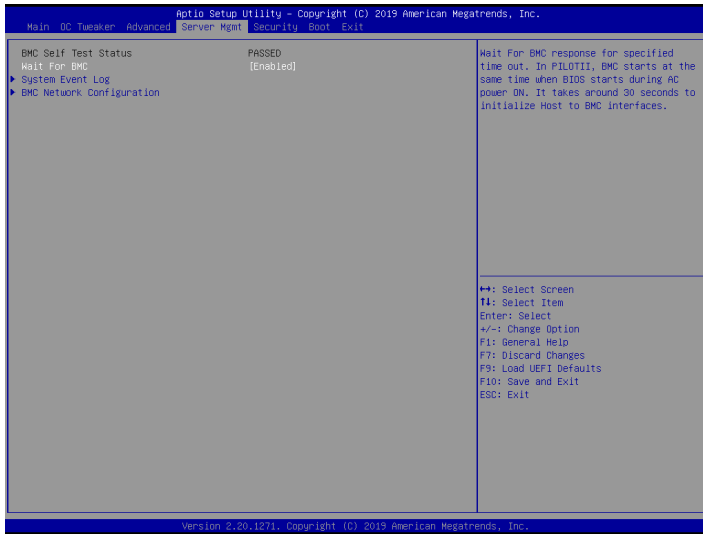 Aptio Setup Utility – Copyright (C) 2019 American Megatrends, Inc.
Main OC Tweaker Advanced Server Mgmt Security Boot Exit
BMC Self Test Status PASSED
Wait For BMC [Enabled]
System Event Log
BMC Network Configuration
Wait For BMC response for specified
time out. In PILOTII, BMC starts at the
same time when BIOS starts during AC
power ON. It takes around 30 seconds to
initialize Host to BMC interfaces.
↔: Select Screen
↑↓: Select Item
Enter: Select
+/-: Change Option
F1: General Help
F7: Discard Changes
F9: Load UEFI Defaults
F10: Save and Exit
ESC: Exit
Version 2.20.1271. Copyright (C) 2019 American Megatrends, Inc.